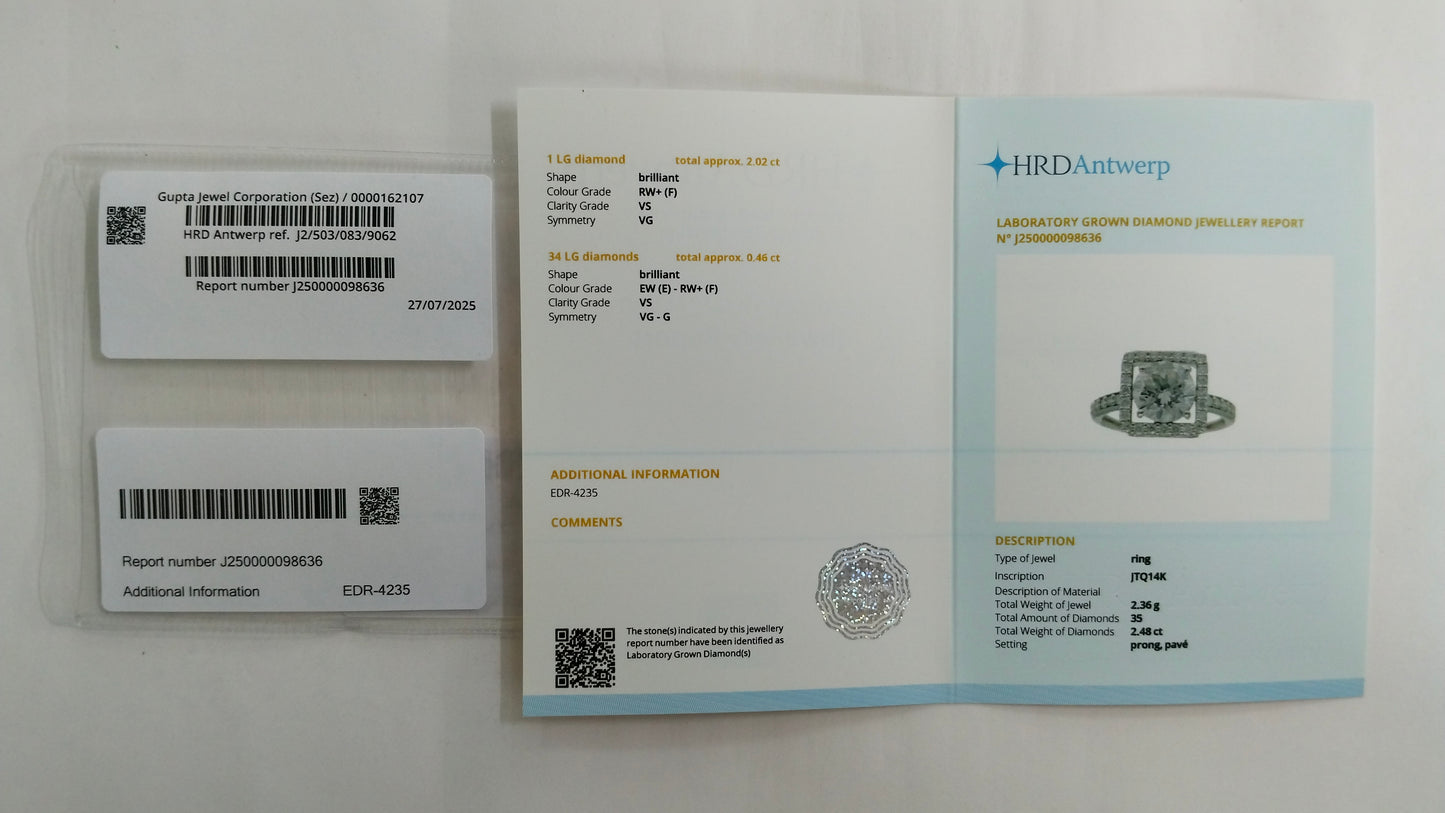 Gupta Jewel Corporation (Sez) / 0000162107
HRD Antwerp ref. J2/503/083/9062
Report number J250000098636
27/07/2025
Report number J250000098636
Additional Information EDR-4235
1 LG diamond total approx. 2.02 ct
Shape brilliant
Colour Grade RW+ (F)
Clarity Grade VS
Symmetry VG
34 LG diamonds total approx. 0.46 ct
Shape brilliant
Colour Grade EW (E) - RW+ (F)
Clarity Grade VS
Symmetry VG - G
ADDITIONAL INFORMATION
EDR-4235
COMMENTS
The stone(s) indicated by this jewellery
report number have been identified as
Laboratory Grown Diamond(s)
HRDAntwerp
LABORATORY GROWN DIAMOND JEWELLERY REPORT
N° J250000098636
DESCRIPTION
Type of Jewel ring
Inscription JTQ14K
Description of Material
Total Weight of Jewel 2.36 g
Total Amount of Diamonds 35
Total Weight of Diamonds 2.48 ct
Setting prong, pavé